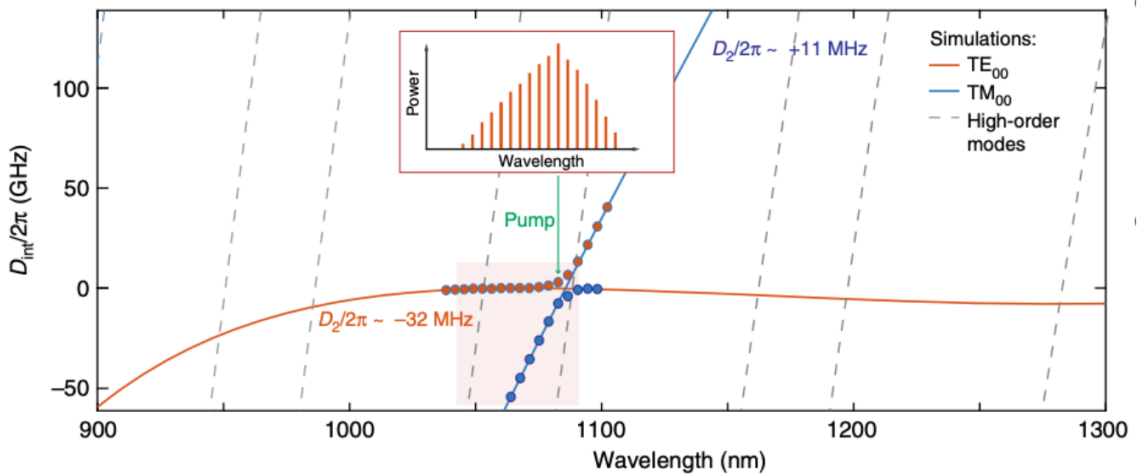 D₂/2π ~ +11 MHz
Simulations:
TE₀₀
TM₀₀
High-order
modes
Power
Wavelength
Pump
D₂/2π ~ −32 MHz
D_int/2π (GHz)
100
50
0
−50
900
1000
1100
1200
1300
Wavelength (nm)